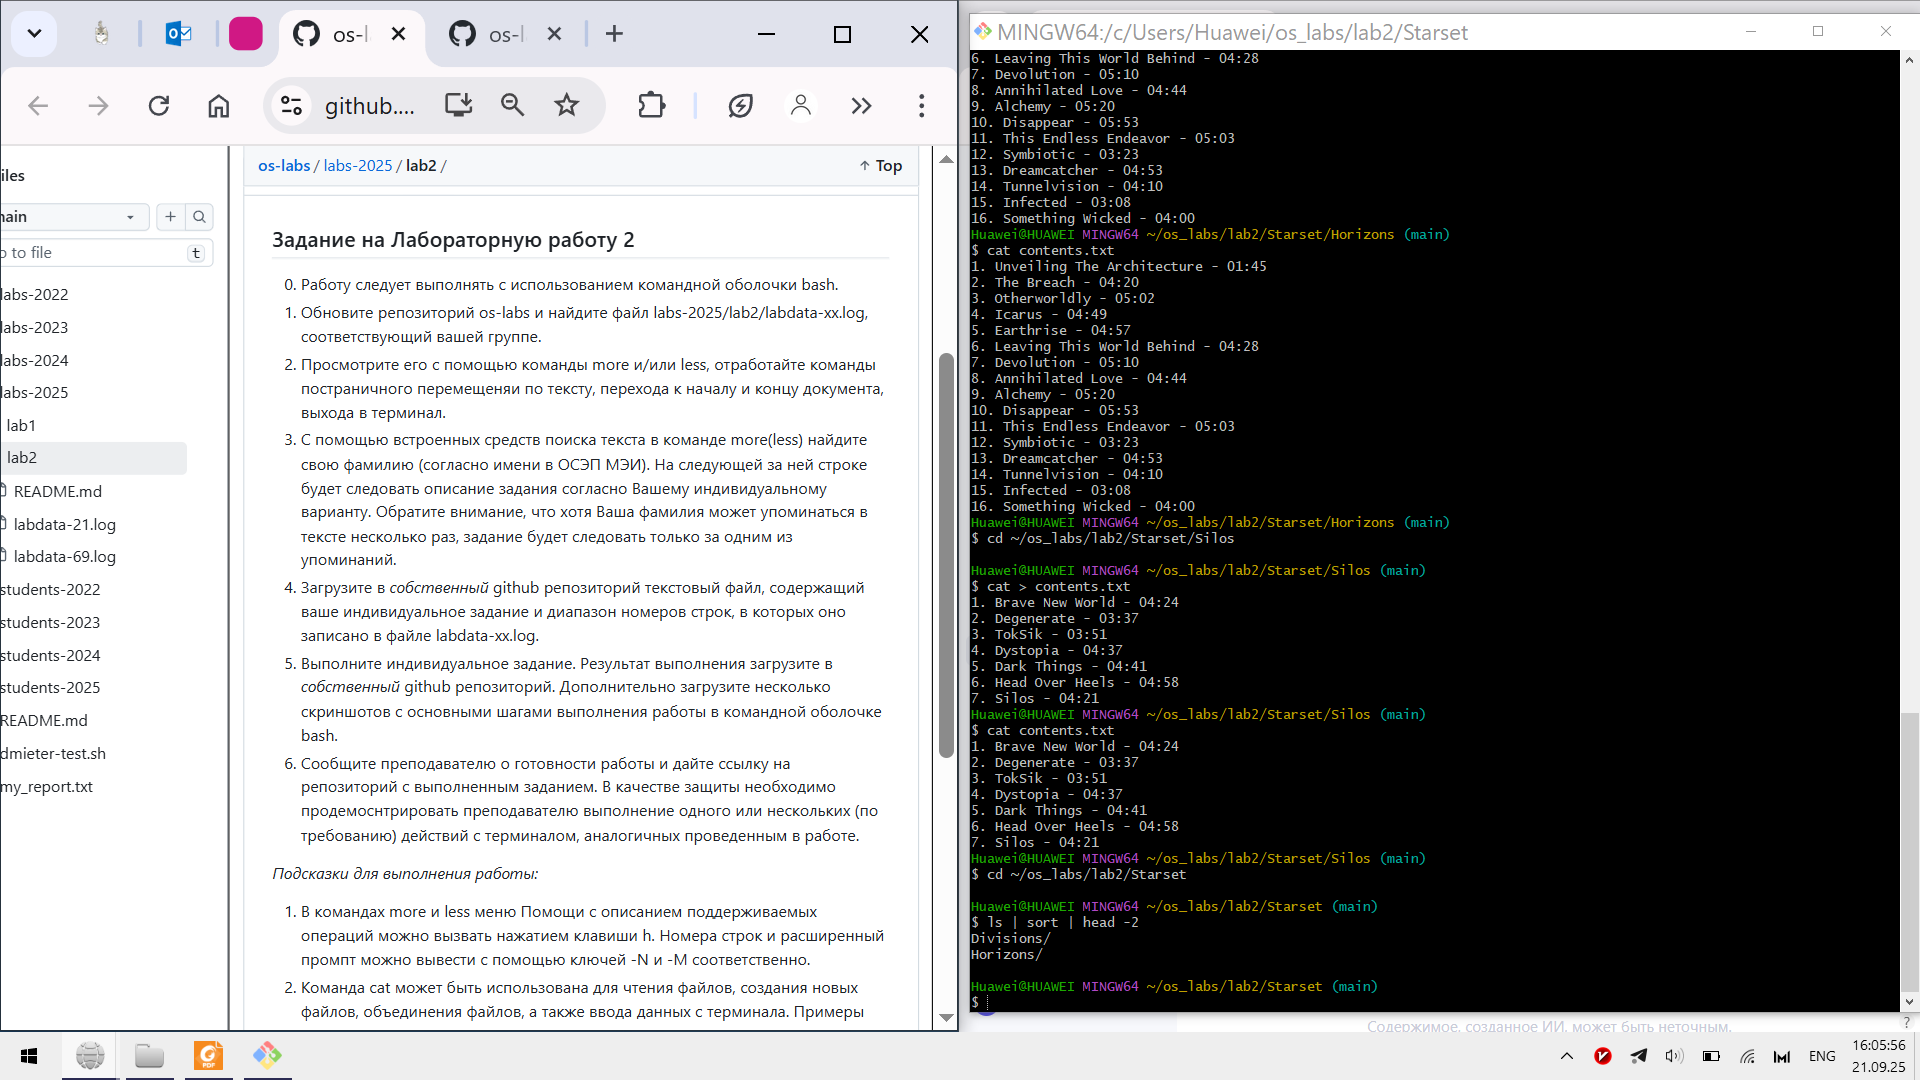 os-l
os-l
github....
iles
nain
o to file
t
labs-2022
labs-2023
labs-2024
labs-2025
lab1
lab2
README.md
labdata-21.log
labdata-69.log
students-2022
students-2023
students-2024
students-2025
README.md
dmieter-test.sh
my_report.txt
os-labs / labs-2025 / lab2 /
Top
Задание на Лабораторную работу 2
0. Работу следует выполнять с использованием командной оболочки bash.
1. Обновите репозиторий os-labs и найдите файл labs-2025/lab2/labdata-xx.log,
соответствующий вашей группе.
2. Просмотрите его с помощью команды more и/или less, отработайте команды
постраничного перемещеняи по тексту, перехода к началу и концу документа,
выхода в терминал.
3. С помощью встроенных средств поиска текста в команде more(less) найдите
свою фамилию (согласно имени в ОСЭП МЭИ). На следующей за ней строке
будет следовать описание задания согласно Вашему индивидуальному
варианту. Обратите внимание, что хотя Ваша фамилия может упоминаться в
тексте несколько раз, задание будет следовать только за одним из
упоминаний.
4. Загрузите в собственный github репозиторий текстовый файл, содержащий
ваше индивидуальное задание и диапазон номеров строк, в которых оно
записано в файле labdata-xx.log.
5. Выполните индивидуальное задание. Результат выполнения загрузите в
собственный github репозиторий. Дополнительно загрузите несколько
скриншотов с основными шагами выполнения работы в командной оболочке
bash.
6. Сообщите преподавателю о готовности работы и дайте ссылку на
репозиторий с выполненным заданием. В качестве защиты необходимо
продемоснтрировать преподавателю выполнение одного или нескольких (по
требованию) действий с терминалом, аналогичных проведенным в работе.
Подсказки для выполнения работы:
1. В командах more и less меню Помощи с описанием поддерживаемых
операций можно вызвать нажатием клавиши h. Номера строк и расширенный
промпт можно вывести с помощью ключей -N и -M соответственно.
2. Команда cat может быть использована для чтения файлов, создания новых
файлов, объединения файлов, а также ввода данных с терминала. Примеры
MINGW64:/c/Users/Huawei/os_labs/lab2/Starset
6. Leaving This World Behind - 04:28
7. Devolution - 05:10
8. Annihilated Love - 04:44
9. Alchemy - 05:20
10. Disappear - 05:53
11. This Endless Endeavor - 05:03
12. Symbiotic - 03:23
13. Dreamcatcher - 04:53
14. Tunnelvision - 04:10
15. Infected - 03:08
16. Something Wicked - 04:00
Huawei@HUAWEI MINGW64 ~/os_labs/lab2/Starset/Horizons (main)
$ cat contents.txt
1. Unveiling The Architecture - 01:45
2. The Breach - 04:20
3. Otherworldly - 05:02
4. Icarus - 04:49
5. Earthrise - 04:57
6. Leaving This World Behind - 04:28
7. Devolution - 05:10
8. Annihilated Love - 04:44
9. Alchemy - 05:20
10. Disappear - 05:53
11. This Endless Endeavor - 05:03
12. Symbiotic - 03:23
13. Dreamcatcher - 04:53
14. Tunnelvision - 04:10
15. Infected - 03:08
16. Something Wicked - 04:00
Huawei@HUAWEI MINGW64 ~/os_labs/lab2/Starset/Horizons (main)
$ cd ~/os_labs/lab2/Starset/Silos
Huawei@HUAWEI MINGW64 ~/os_labs/lab2/Starset/Silos (main)
$ cat > contents.txt
1. Brave New World - 04:24
2. Degenerate - 03:37
3. TokSik - 03:51
4. Dystopia - 04:37
5. Dark Things - 04:41
6. Head Over Heels - 04:58
7. Silos - 04:21
Huawei@HUAWEI MINGW64 ~/os_labs/lab2/Starset/Silos (main)
$ cat contents.txt
1. Brave New World - 04:24
2. Degenerate - 03:37
3. TokSik - 03:51
4. Dystopia - 04:37
5. Dark Things - 04:41
6. Head Over Heels - 04:58
7. Silos - 04:21
Huawei@HUAWEI MINGW64 ~/os_labs/lab2/Starset/Silos (main)
$ cd ~/os_labs/lab2/Starset
Huawei@HUAWEI MINGW64 ~/os_labs/lab2/Starset (main)
$ ls | sort | head -2
Divisions/
Horizons/
Huawei@HUAWEI MINGW64 ~/os_labs/lab2/Starset (main)
$
Содержимое, созданное ИИ, может быть неточным.
?
PDF
ENG
16:05:56
21.09.25